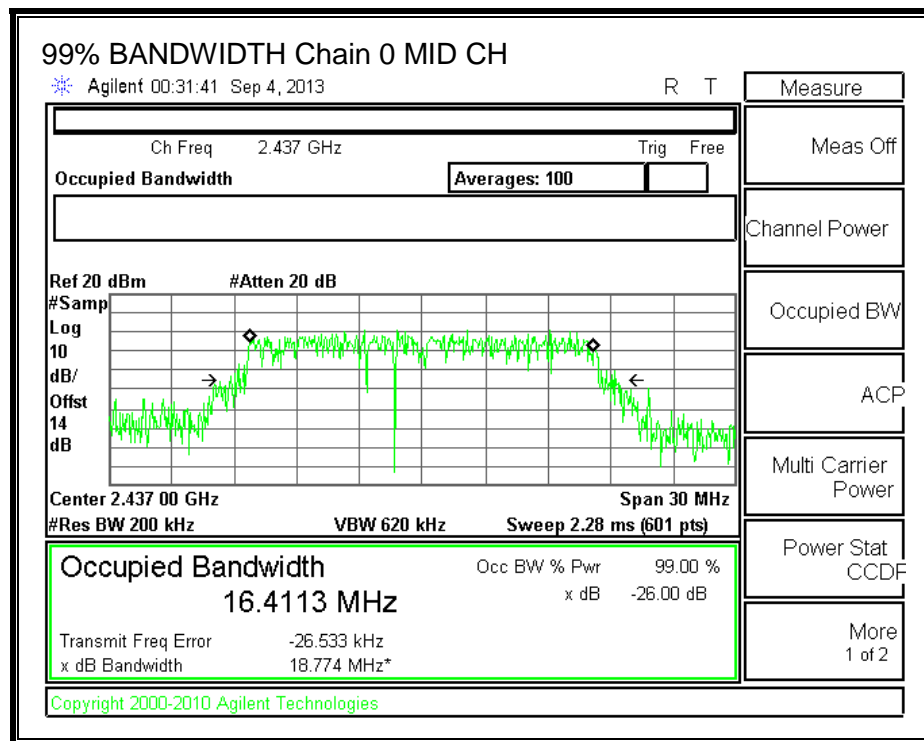 99% BANDWIDTH Chain 0 MID CH
Agilent 00:31:41 Sep 4, 2013 R T
Measure
Ch Freq 2.437 GHz Trig Free
Meas Off
Occupied Bandwidth Averages: 100
Channel Power
Ref 20 dBm #Atten 20 dB
#Samp
Log
10
dB/
Offst
14
dB
Occupied BW
ACP
Multi Carrier
Power
Center 2.437 00 GHz Span 30 MHz
#Res BW 200 kHz VBW 620 kHz Sweep 2.28 ms (601 pts)
Power Stat
CCDF
Occupied Bandwidth Occ BW % Pwr 99.00 %
16.4113 MHz x dB -26.00 dB
Transmit Freq Error -26.533 kHz
x dB Bandwidth 18.774 MHz*
More
1 of 2
Copyright 2000-2010 Agilent Technologies